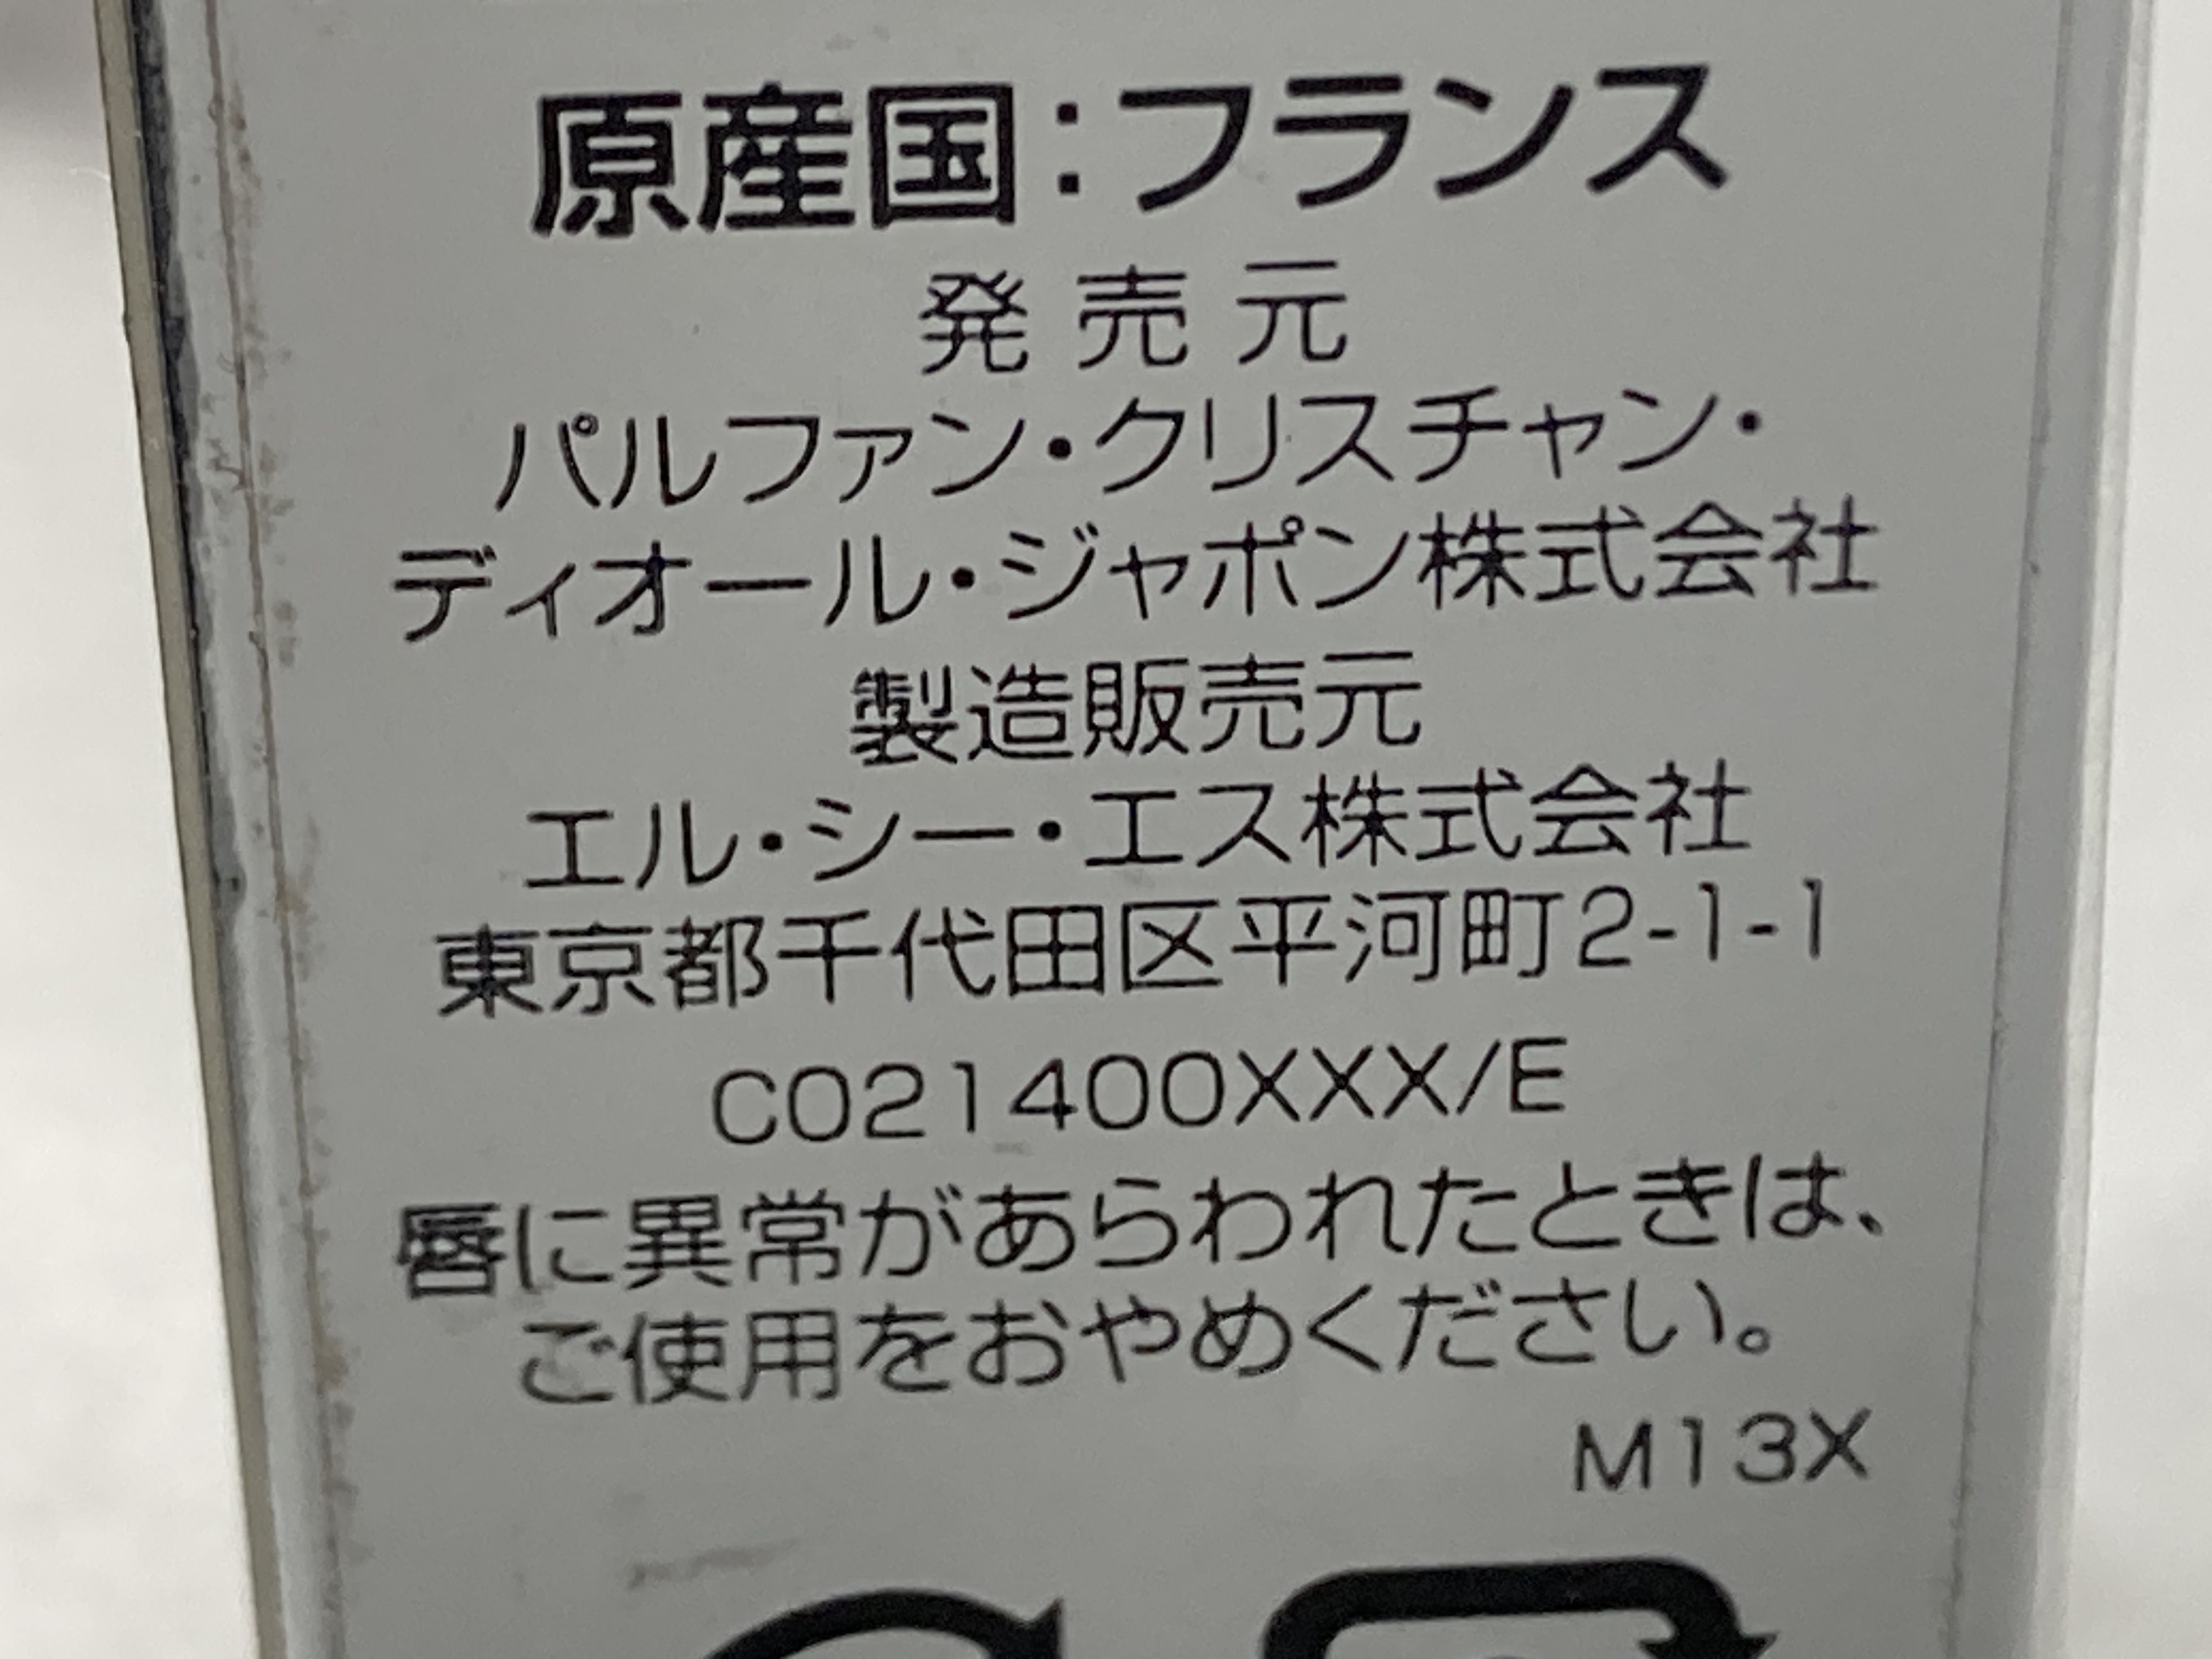 原産国:フランス
発売元
パルファン・クリスチャン・
ディオール・ジャポン株式会社
製造販売元
エル・シー・エス株式会社
東京都千代田区平河町2-1-1
C021400XXX/E
唇に異常があらわれたときは、
ご使用をおやめください。
M13X